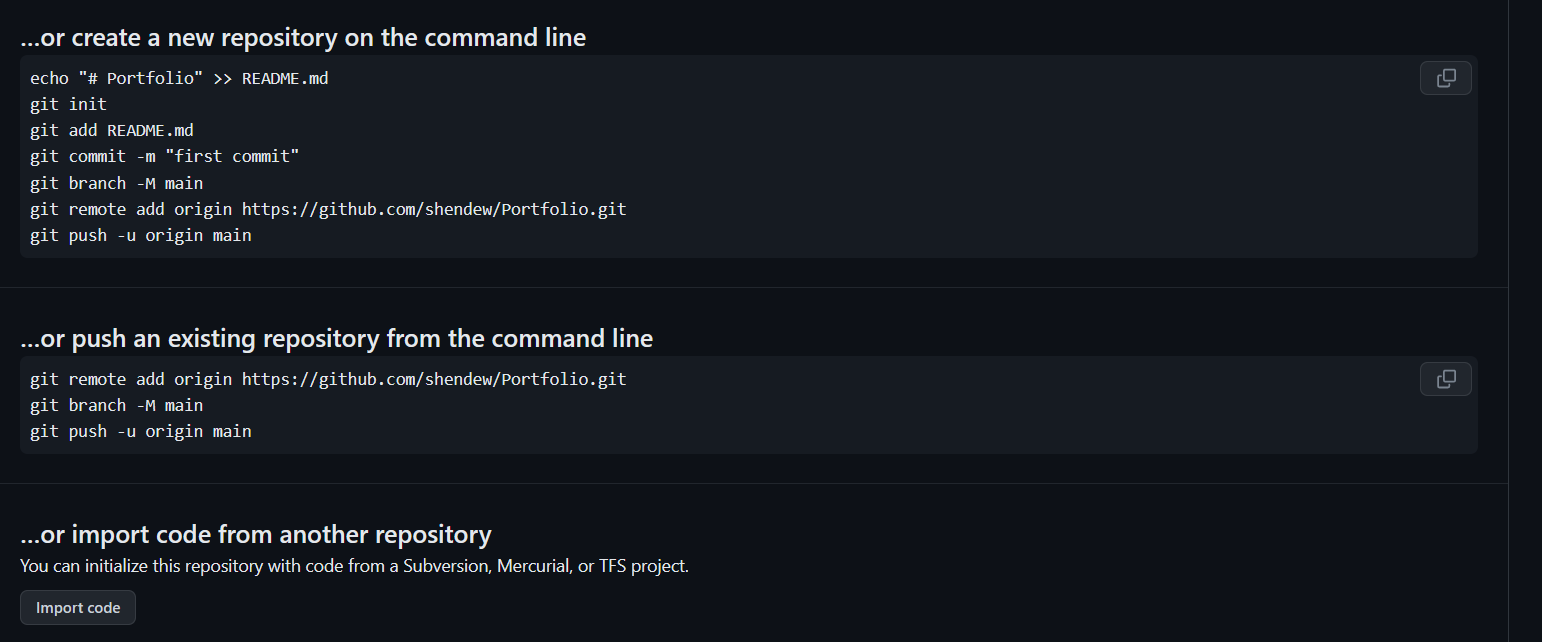 ...or create a new repository on the command line
echo "# Portfolio" >> README.md
git init
git add README.md
git commit -m "first commit"
git branch -M main
git remote add origin https://github.com/shendew/Portfolio.git
git push -u origin main
...or push an existing repository from the command line
git remote add origin https://github.com/shendew/Portfolio.git
git branch -M main
git push -u origin main
...or import code from another repository
You can initialize this repository with code from a Subversion, Mercurial, or TFS project.
Import code